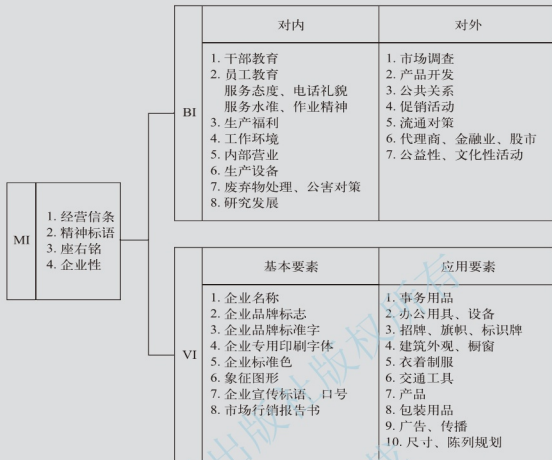 MI
1. 经营信条
2. 精神标语
3. 座右铭
4. 企业性
BI
对内
1. 干部教育
2. 员工教育
服务态度、电话礼貌
服务水准、作业精神
3. 生产福利
4. 工作环境
5. 内部营业
6. 生产设备
7. 废弃物处理、公害对策
8. 研究发展
对外
1. 市场调查
2. 产品开发
3. 公共关系
4. 促销活动
5. 流通对策
6. 代理商、金融业、股市
7. 公益性、文化性活动
VI
基本要素
1. 企业名称
2. 企业品牌标志
3. 企业品牌标准字
4. 企业专用印刷字体
5. 企业标准色
6. 象征图形
7. 企业宣传标语、口号
8. 市场行销报告书
应用要素
1. 事务用品
2. 办公用具、设备
3. 招牌、旗帜、标识牌
4. 建筑外观、橱窗
5. 衣着制服
6. 交通工具
7. 产品
8. 包装用品
9. 广告、传播
10. 尺寸、陈列规划
出版社版权所有